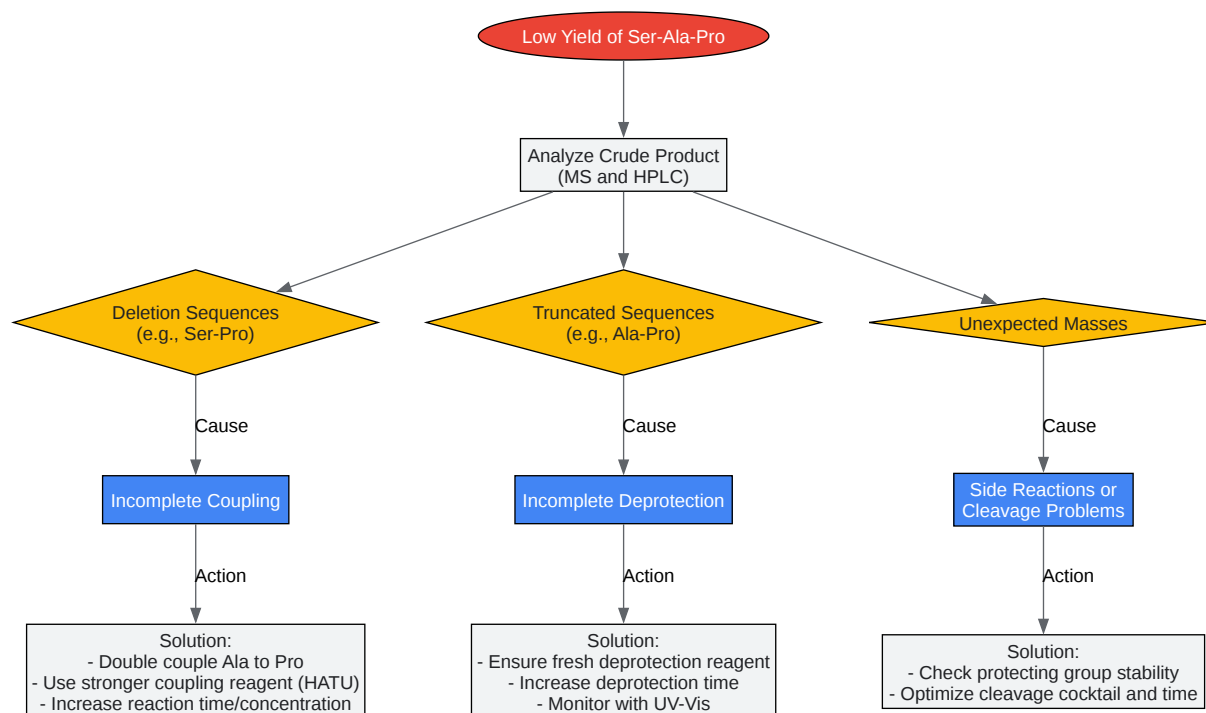 Low Yield of Ser-Ala-Pro
Analyze Crude Product
(MS and HPLC)
Deletion Sequences
(e.g., Ser-Pro)
Truncated Sequences
(e.g., Ala-Pro)
Unexpected Masses
Cause
Cause
Cause
Incomplete Coupling
Incomplete Deprotection
Side Reactions or
Cleavage Problems
Action
Action
Action
Solution:
- Double couple Ala to Pro
- Use stronger coupling reagent (HATU)
- Increase reaction time/concentration
Solution:
- Ensure fresh deprotection reagent
- Increase deprotection time
- Monitor with UV-Vis
Solution:
- Check protecting group stability
- Optimize cleavage cocktail and time